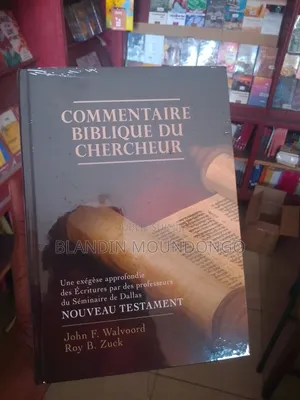 COMMENTAIRE
BIBLIQUE DU
CHERCHEUR
BLANDIN MOUNDONGO
Une exégèse approfondie
des Écritures par des professeurs
du Séminaire de Dallas
NOUVEAU TESTAMENT
John F. Walvoord
Roy B. Zuck